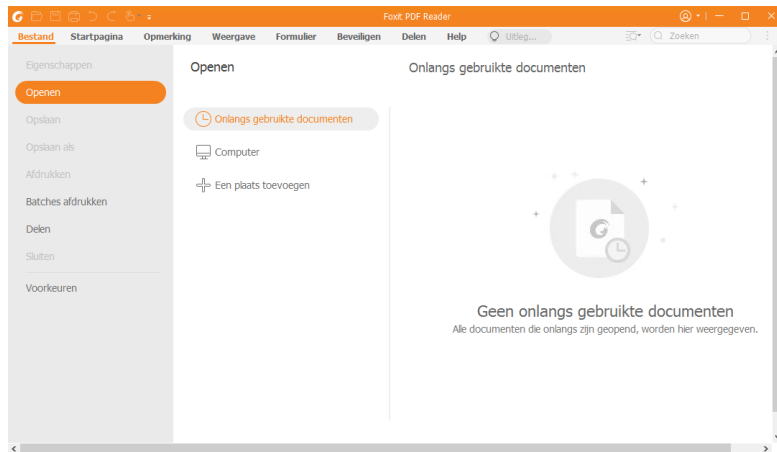 Foxit PDF Reader
Bestand Startpagina Opmerking Weergave Formulier Beveiligen Delen Help Uitleg... Zoeken
Eigenschappen
Openen
Opslaan
Opslaan als
Afdrukken
Batches afdrukken
Delen
Sluiten
Voorkeuren
Openen
Onlangs gebruikte documenten
Computer
Een plaats toevoegen
Onlangs gebruikte documenten
Geen onlangs gebruikte documenten
Alle documenten die onlangs zijn geopend, worden hier weergegeven.